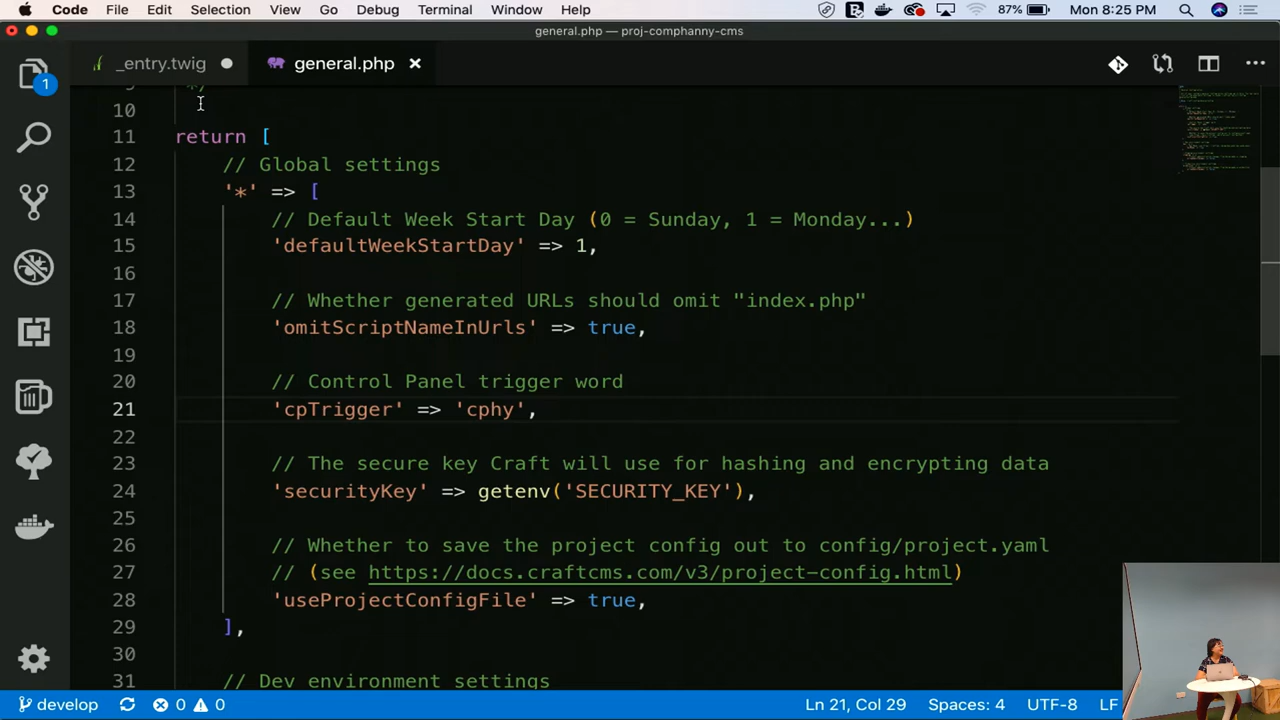 Code File Edit Selection View Go Debug Terminal Window Help 87% Mon 8:25 PM
general.php — proj-comphanny-cms
_entry.twig general.php
1
9 */
10
11 return [
12 // Global settings
13 '*' => [
14 // Default Week Start Day (0 = Sunday, 1 = Monday...)
15 'defaultWeekStartDay' => 1,
16
17 // Whether generated URLs should omit "index.php"
18 'omitScriptNameInUrls' => true,
19
20 // Control Panel trigger word
21 'cpTrigger' => 'cphy',
22
23 // The secure key Craft will use for hashing and encrypting data
24 'securityKey' => getenv('SECURITY_KEY'),
25
26 // Whether to save the project config out to config/project.yaml
27 // (see https://docs.craftcms.com/v3/project-config.html)
28 'useProjectConfigFile' => true,
29 ],
30
31 // Dev environment settings
develop 0 0 Ln 21, Col 29 Spaces: 4 UTF-8 LF